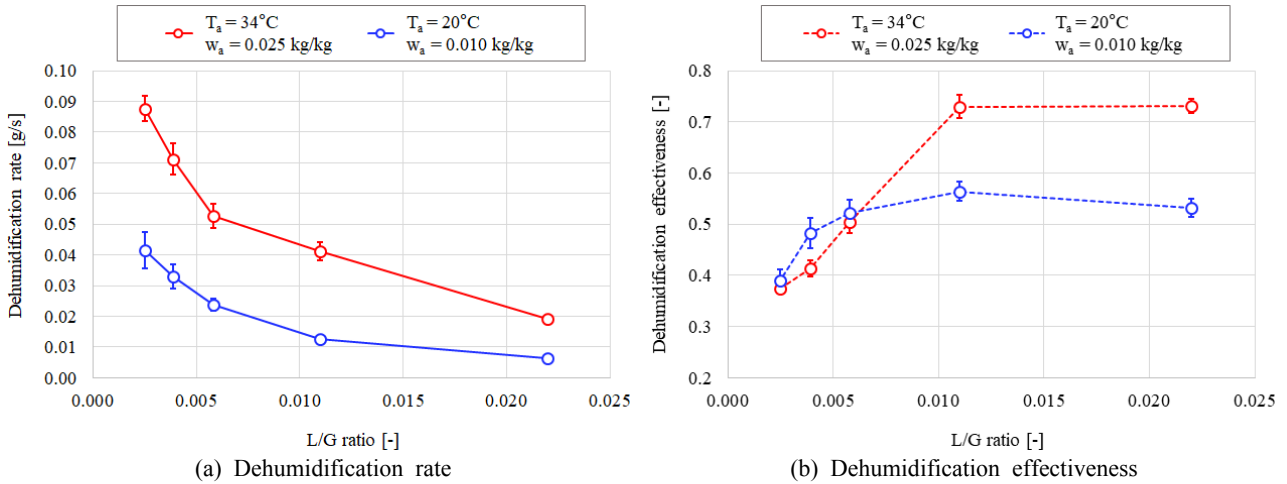 Tₐ = 34°C
wₐ = 0.025 kg/kg
Tₐ = 20°C
wₐ = 0.010 kg/kg
Dehumidification rate [g/s]
0.10
0.09
0.08
0.07
0.06
0.05
0.04
0.03
0.02
0.01
0.00
0.000 0.005 0.010 0.015 0.020 0.025
L/G ratio [-]
(a) Dehumidification rate
Tₐ = 34°C
wₐ = 0.025 kg/kg
Tₐ = 20°C
wₐ = 0.010 kg/kg
Dehumidification effectiveness [-]
0.8
0.7
0.6
0.5
0.4
0.3
0.2
0.000 0.005 0.010 0.015 0.020 0.025
L/G ratio [-]
(b) Dehumidification effectiveness